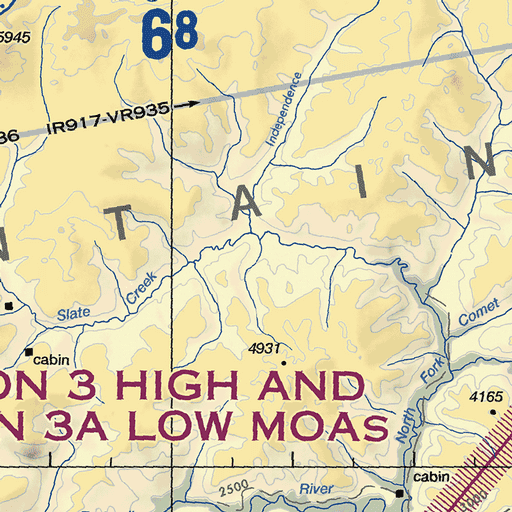 5945
68
Independence
IR917-VR935
36
N T A I N
Slate Creek
Comet
cabin
4931
Fork
ON 3 HIGH AND
4165
N 3A LOW MOAS
North
cabin
2500
River